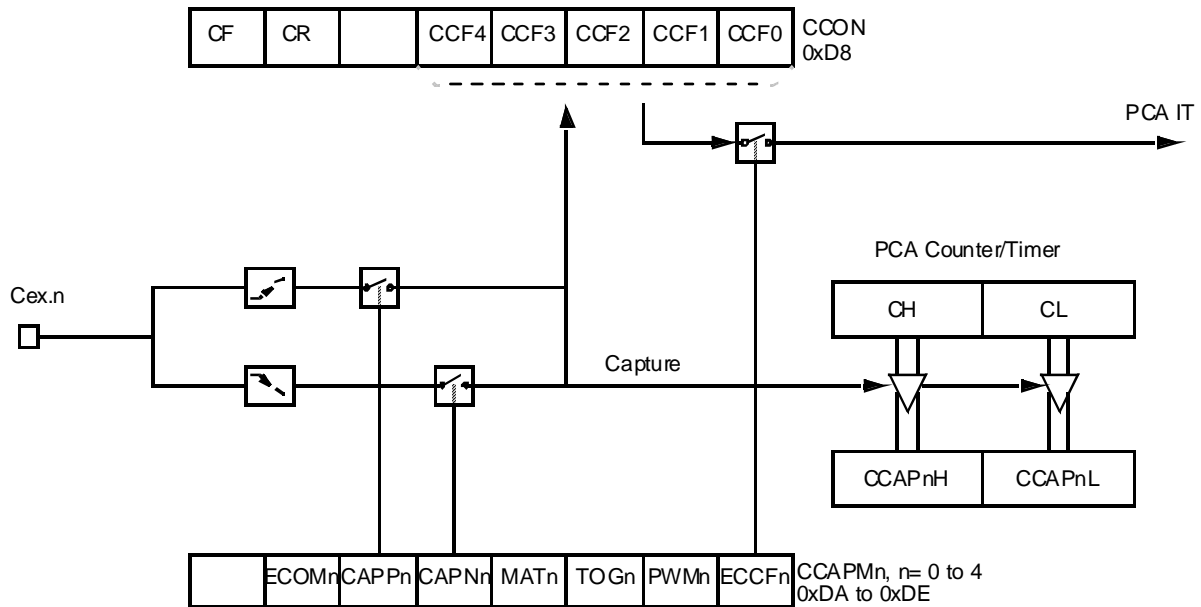 CF CR CCF4 CCF3 CCF2 CCF1 CCF0 CCON
0xD8
PCA IT
PCA Counter/Timer
Cex.n
CH CL
Capture
CCAPnH CCAPnL
ECOMn CAPPn CAPNn MATn TOGn PWMn ECCFn CCAPMn, n= 0 to 4
0xDA to 0xDE